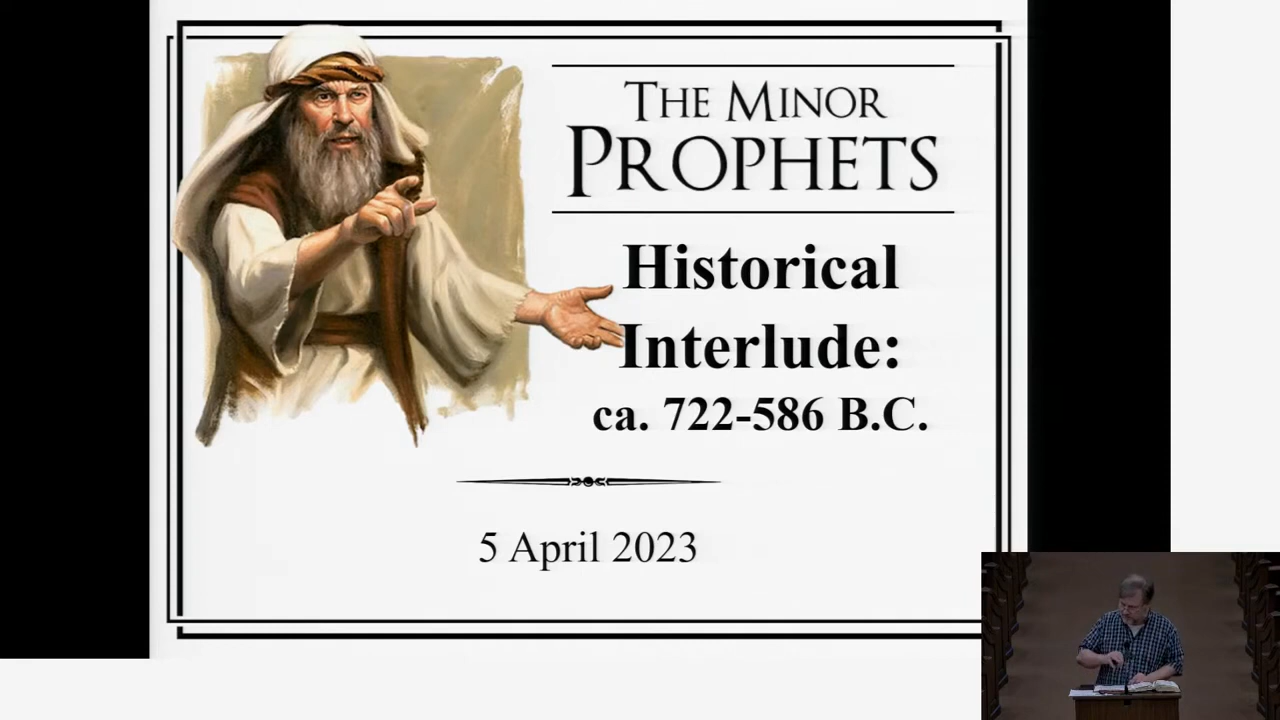 The Minor
Prophets
Historical
Interlude:
ca. 722-586 B.C.
5 April 2023